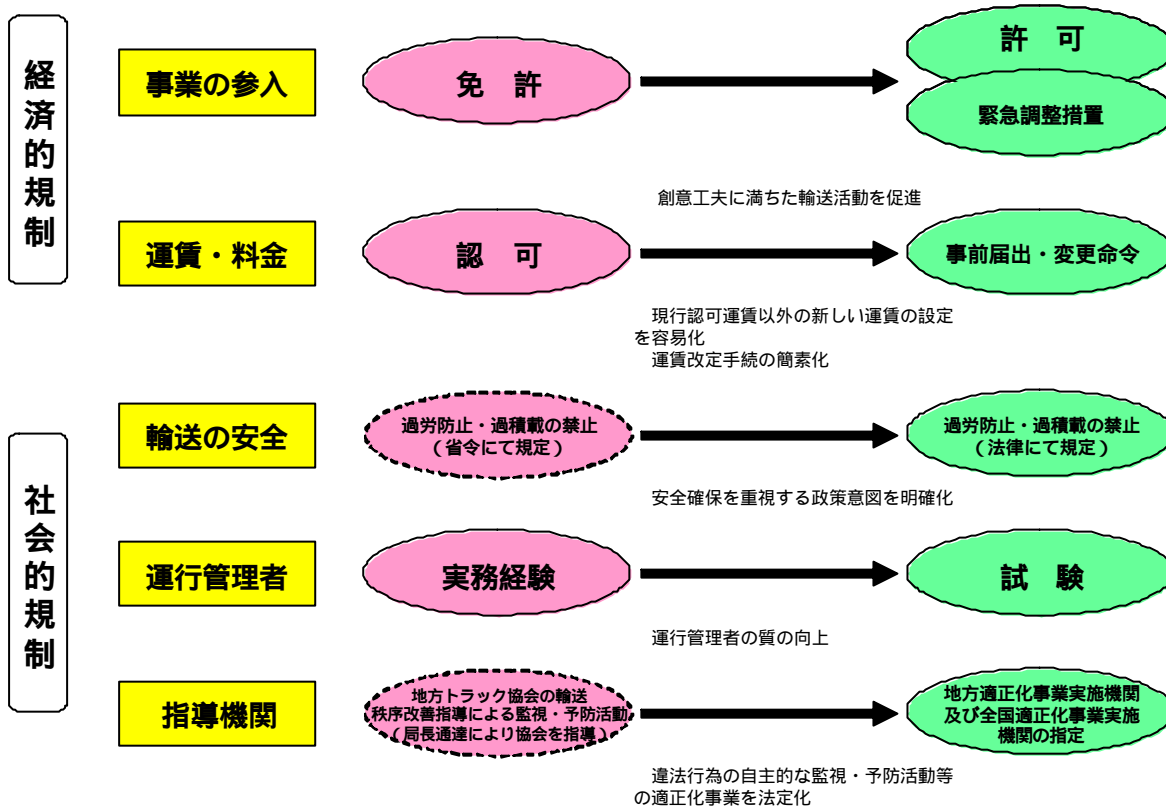 経済的規制
事業の参入
免　許
許　可
緊急調整措置
創意工夫に満ちた輸送活動を促進
運賃・料金
認　可
事前届出・変更命令
現行認可運賃以外の新しい運賃の設定
を容易化
運賃改定手続の簡素化
社会的規制
輸送の安全
過労防止・過積載の禁止
（省令にて規定）
過労防止・過積載の禁止
（法律にて規定）
安全確保を重視する政策意図を明確化
運行管理者
実務経験
試　験
運行管理者の質の向上
指導機関
地方トラック協会の輸送
秩序改善指導による監視・予防活動
（局長通達により協会を指導）
地方適正化事業実施機関
及び全国適正化事業実施
機関の指定
違法行為の自主的な監視・予防活動等
の適正化事業を法定化